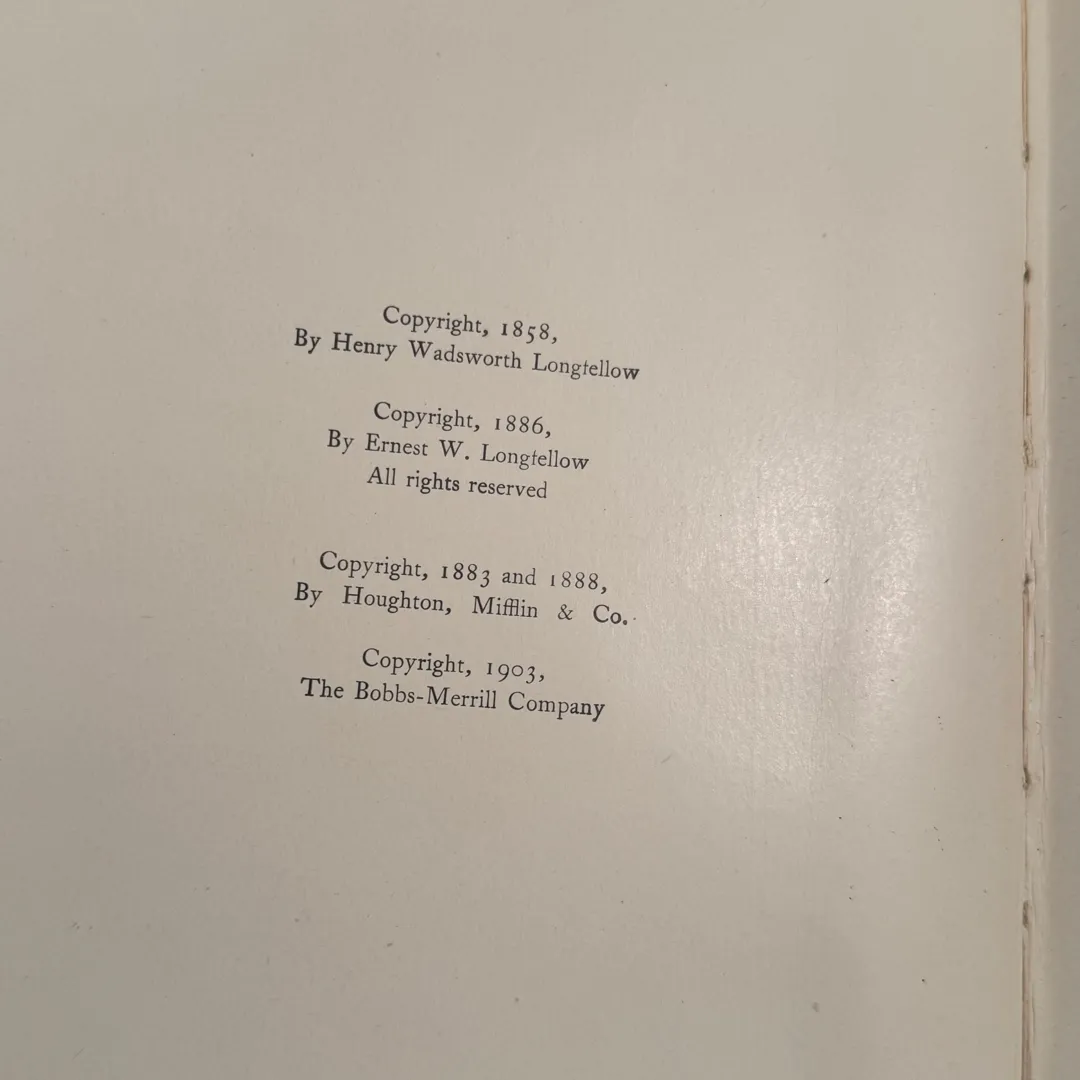 Copyright, 1858,
By Henry Wadsworth Longfellow
Copyright, 1886,
By Ernest W. Longfellow
All rights reserved
Copyright, 1883 and 1888,
By Houghton, Mifflin & Co.
Copyright, 1903,
The Bobbs-Merrill Company